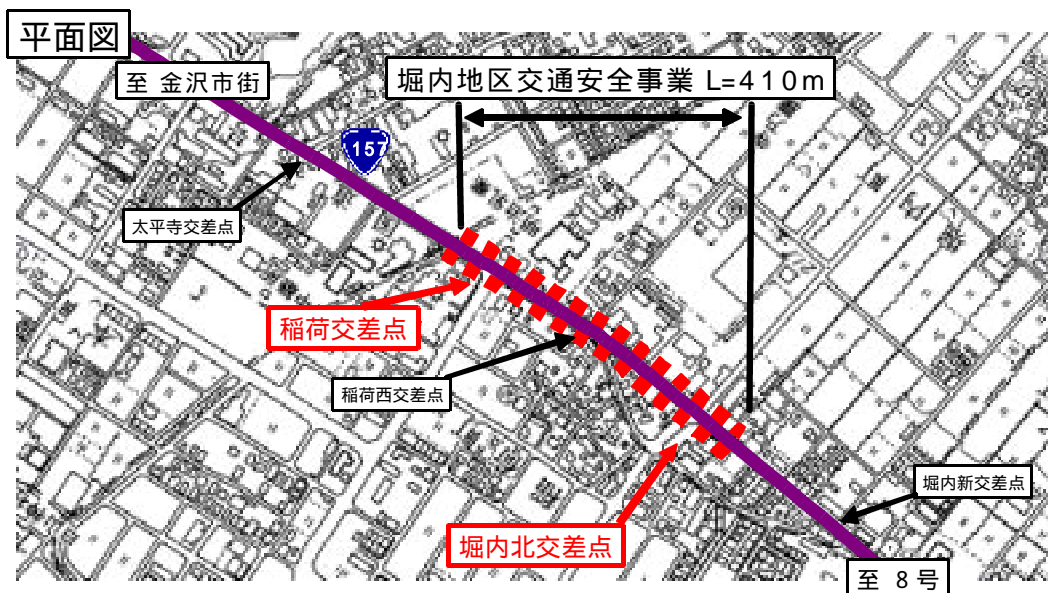 平面図
至 金沢市街
堀内地区交通安全事業 L=410m
157
太平寺交差点
稲荷交差点
稲荷西交差点
堀内新交差点
堀内北交差点
至 8号